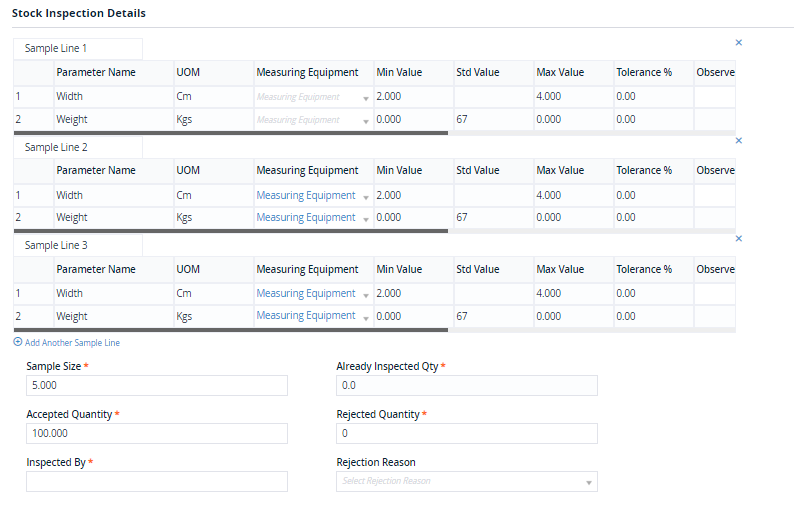 Stock Inspection Details
Sample Line 1
Parameter Name UOM Measuring Equipment Min Value Std Value Max Value Tolerance % Observe
1 Width Cm Measuring Equipment 2.000 4.000 0.00
2 Weight Kgs Measuring Equipment 0.000 67 0.000 0.00
Sample Line 2
Parameter Name UOM Measuring Equipment Min Value Std Value Max Value Tolerance % Observe
1 Width Cm Measuring Equipment 2.000 4.000 0.00
2 Weight Kgs Measuring Equipment 0.000 67 0.000 0.00
Sample Line 3
Parameter Name UOM Measuring Equipment Min Value Std Value Max Value Tolerance % Observe
1 Width Cm Measuring Equipment 2.000 4.000 0.00
2 Weight Kgs Measuring Equipment 0.000 67 0.000 0.00
Add Another Sample Line
Sample Size * Already Inspected Qty *
5.000 0.0
Accepted Quantity * Rejected Quantity *
100.000 0
Inspected By * Rejection Reason
Select Rejection Reason